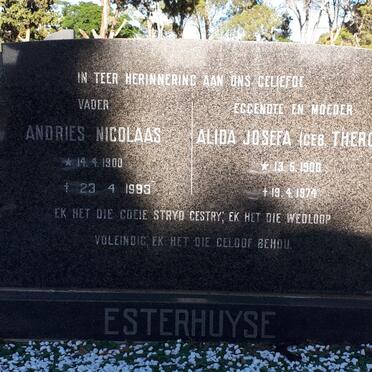 IN TEER HERINNERING AAN ONS GELIEFDE
VADER
ANDRIES NICOLAAS
★ 14.4.1900
✝ 23.4.1993
EGGENOTE EN MOEDER
ALIDA JOSEFA (GEB. THERO
★ 13.5.1900
✝ 19.4.1974
EK HET DIE GOEIE STRYD GESTRY, EK HET DIE WEDLOOP
VOLEINDIG, EK HET DIE GELOOF BEHOU.
ESTERHUYSE